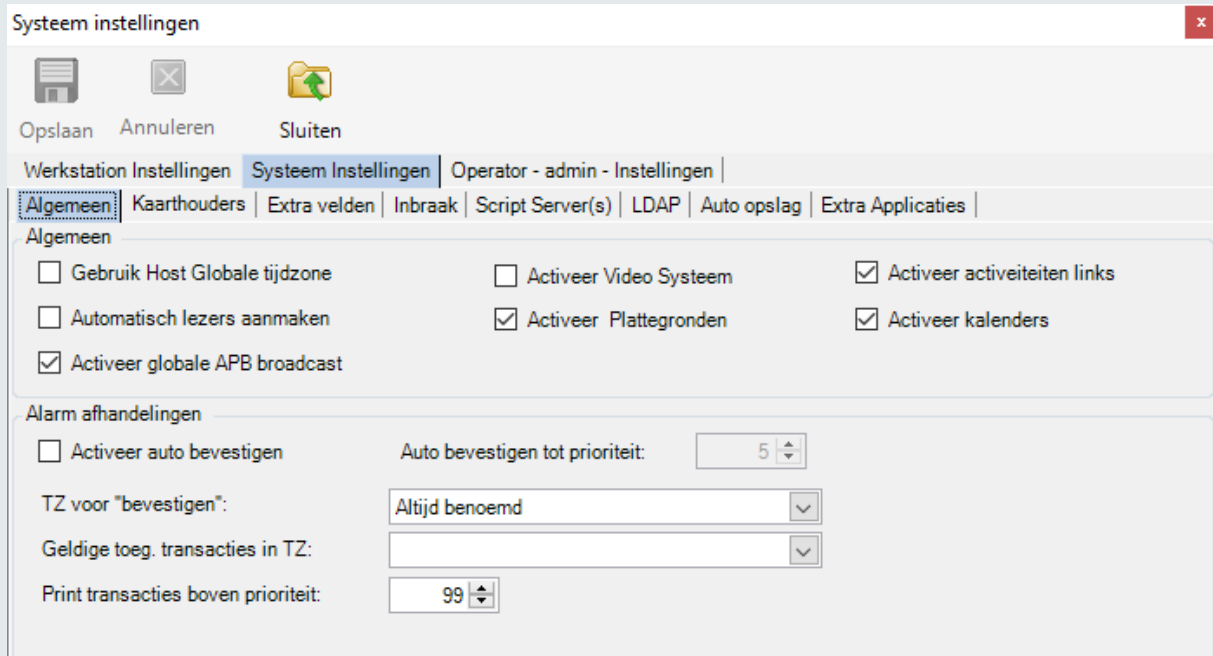 Systeem instellingen
x
Opslaan Annuleren Sluiten
Werkstation Instellingen Systeem Instellingen Operator - admin - Instellingen
Algemeen Kaarthouders Extra velden Inbraak Script Server(s) LDAP Auto opslag Extra Applicaties
Algemeen
Gebruik Host Globale tijdzone Activeer Video Systeem Activeer activeiteiten links
Automatisch lezers aanmaken Activeer Plattegronden Activeer kalenders
Activeer globale APB broadcast
Alarm afhandelingen
Activeer auto bevestigen Auto bevestigen tot prioriteit: 5
TZ voor "bevestigen": Altijd benoemd
Geldige toeg. transacties in TZ:
Print transacties boven prioriteit: 99